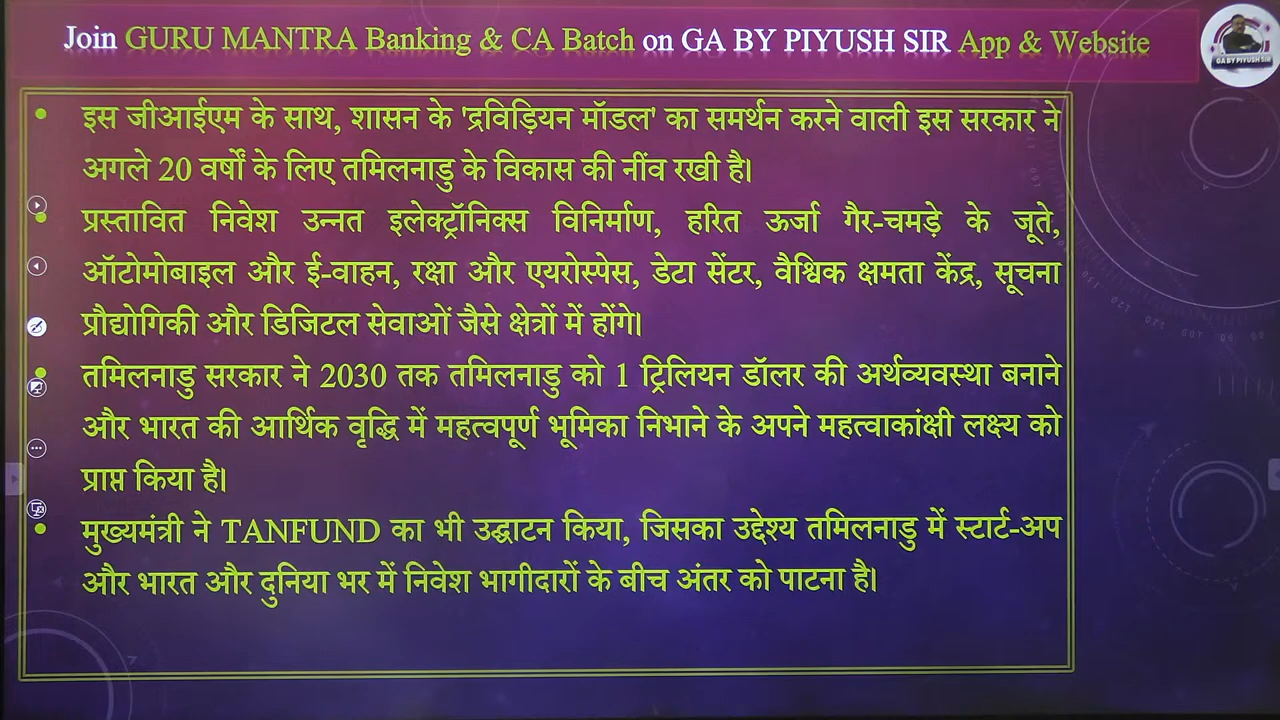 Join GURU MANTRA Banking & CA Batch on GA BY PIYUSH SIR App & Website
GA BY PIYUSH SIR
इस जीआईएम के साथ, शासन के 'द्रविड़ियन मॉडल' का समर्थन करने वाली इस सरकार ने
अगले 20 वर्षों के लिए तमिलनाडु के विकास की नींव रखी है।
प्रस्तावित निवेश उन्नत इलेक्ट्रॉनिक्स विनिर्माण, हरित ऊर्जा गैर-चमड़े के जूते,
ऑटोमोबाइल और ई-वाहन, रक्षा और एयरोस्पेस, डेटा सेंटर, वैश्विक क्षमता केंद्र, सूचना
प्रौद्योगिकी और डिजिटल सेवाओं जैसे क्षेत्रों में होंगे।
तमिलनाडु सरकार ने 2030 तक तमिलनाडु को 1 ट्रिलियन डॉलर की अर्थव्यवस्था बनाने
और भारत की आर्थिक वृद्धि में महत्वपूर्ण भूमिका निभाने के अपने महत्वाकांक्षी लक्ष्य को
प्राप्त किया है।
मुख्यमंत्री ने TANFUND का भी उद्घाटन किया, जिसका उद्देश्य तमिलनाडु में स्टार्ट-अप
और भारत और दुनिया भर में निवेश भागीदारों के बीच अंतर को पाटना है।